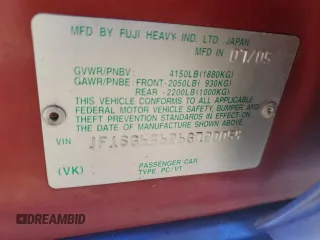 MFD BY FUJI HEAVY IND LTD. JAPAN
MFD IN 07/05
GVWR/PNBV: 4150LB(1880KG)
GAWR/PNBE-FRONT-2050LB( 930KG)
REAR -2200LB(1000KG)
THIS VEHICLE CONFORMS TO ALL APPLICABLE
FEDERAL MOTOR VEHICLE SAFETY, BUMPER AND
THEFT PREVENTION STANDARDS IN EFFECT ON
THE DATE OF MANUFACTURE SHOWN ABOVE.
VIN
(VK)
PASSENGER CAR
TYPE: PC/VT
DREAMBID